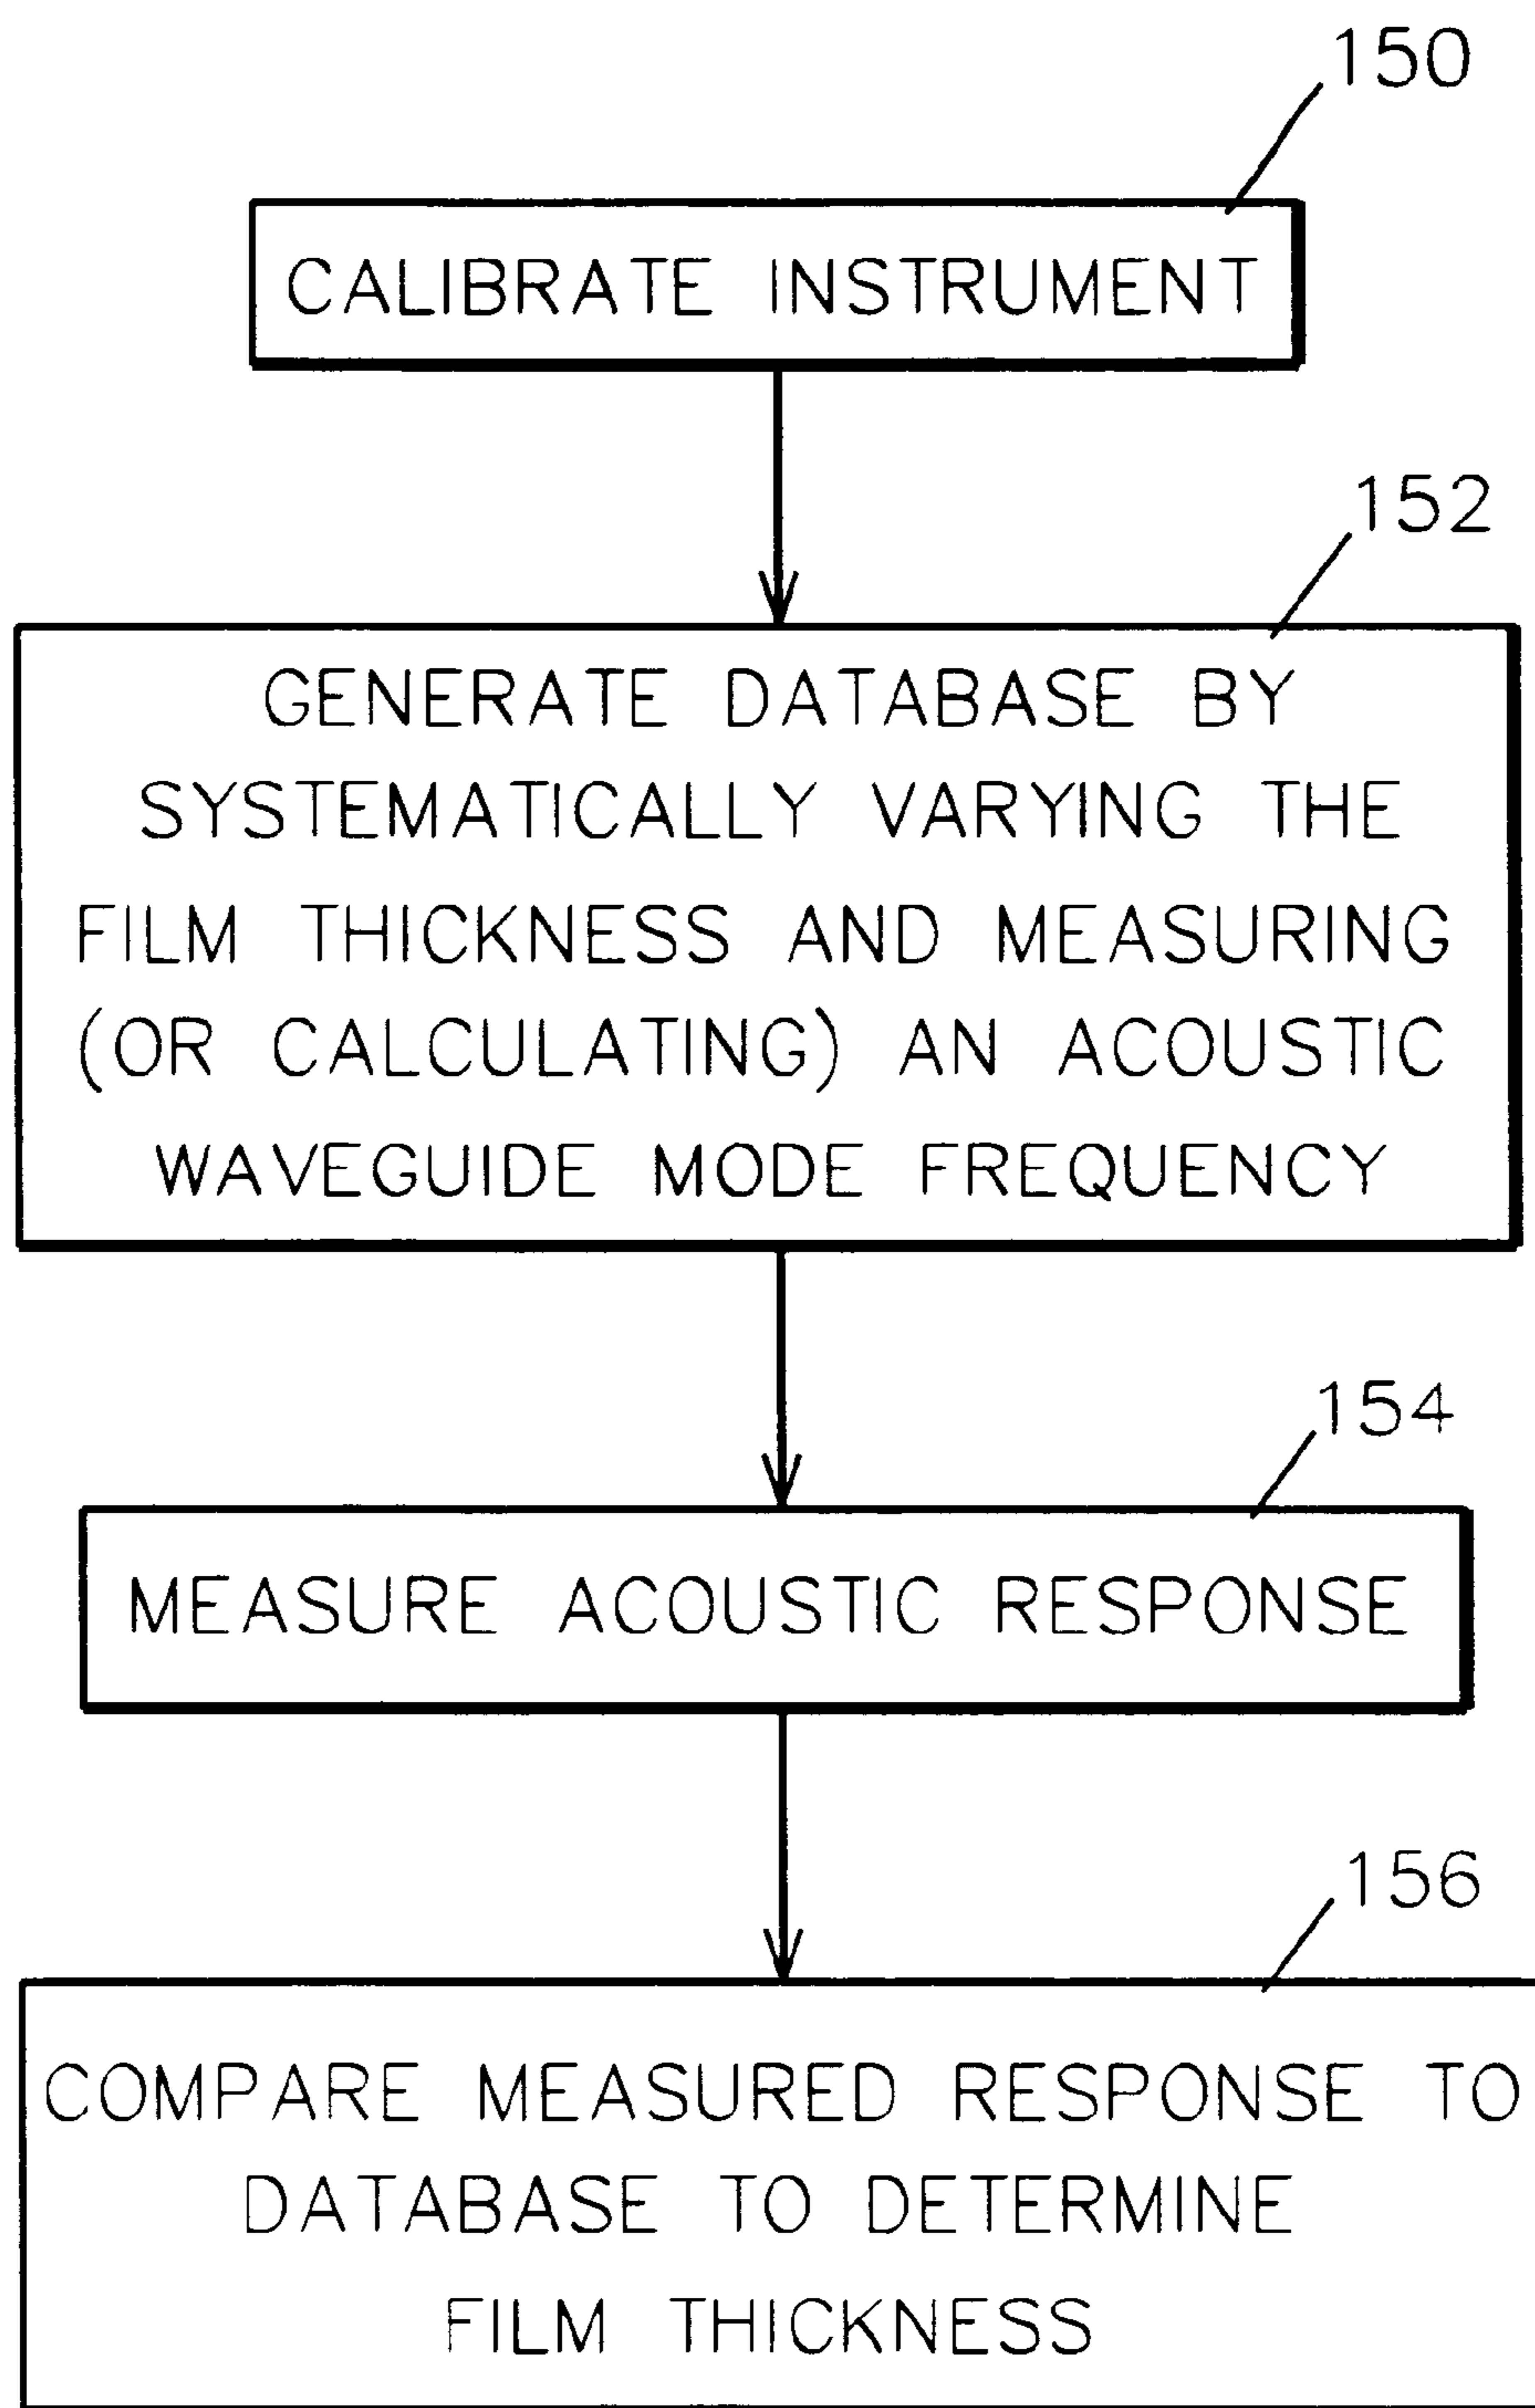 150
CALIBRATE INSTRUMENT
152
GENERATE DATABASE BY
SYSTEMATICALLY VARYING THE
FILM THICKNESS AND MEASURING
(OR CALCULATING) AN ACOUSTIC
WAVEGUIDE MODE FREQUENCY
154
MEASURE ACOUSTIC RESPONSE
156
COMPARE MEASURED RESPONSE TO
DATABASE TO DETERMINE
FILM THICKNESS